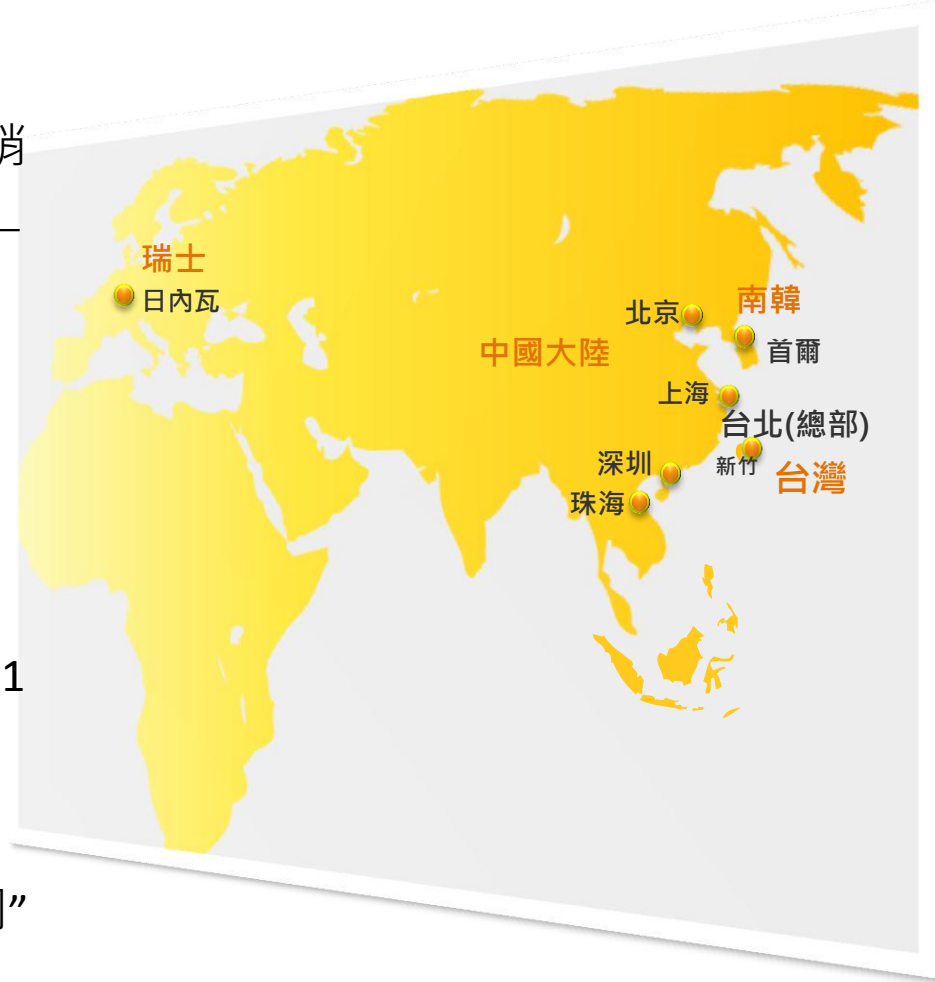 瑞士
日內瓦
北京
南韓
首爾
中國大陸
上海
台北(總部)
新竹
台灣
深圳
珠海
1
”